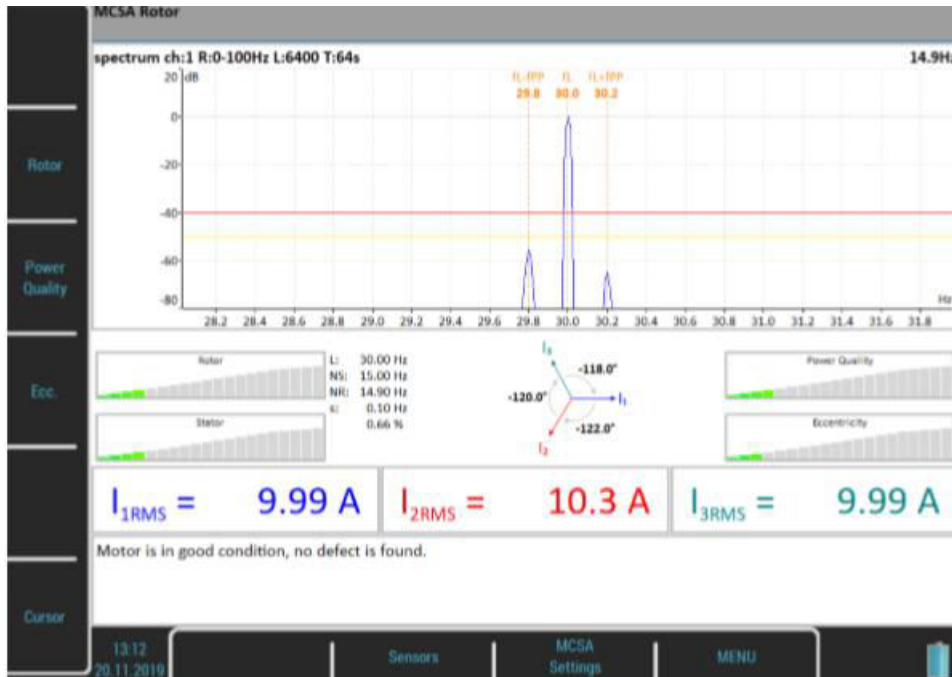 MCSA Rotor
spectrum ch:1 R:0-100Hz L:6400 T:64s 14.9Hz
20 dB
fL-fPP fL fL+fPP
29.8 30.0 30.2
0
-20
-40
-60
-80
Hz
28.2 28.4 28.6 28.8 29.0 29.2 29.4 29.6 29.8 30.0 30.2 30.4 30.6 30.8 31.0 31.2 31.4 31.6 31.8
Rotor
Power
Quality
Ecc.
Cursor
Rotor
Stator
L: 30.00 Hz
NS: 15.00 Hz
NR: 14.90 Hz
s: 0.10 Hz
0.66 %
I3
-118.0°
-120.0°
I1
-122.0°
I2
Power Quallity
Eccentricity
I1RMS = 9.99 A
I2RMS = 10.3 A
I3RMS = 9.99 A
Motor is in good condition, no defect is found.
13:12
20.11.2019
Sensors
MCSA
Settings
MENU